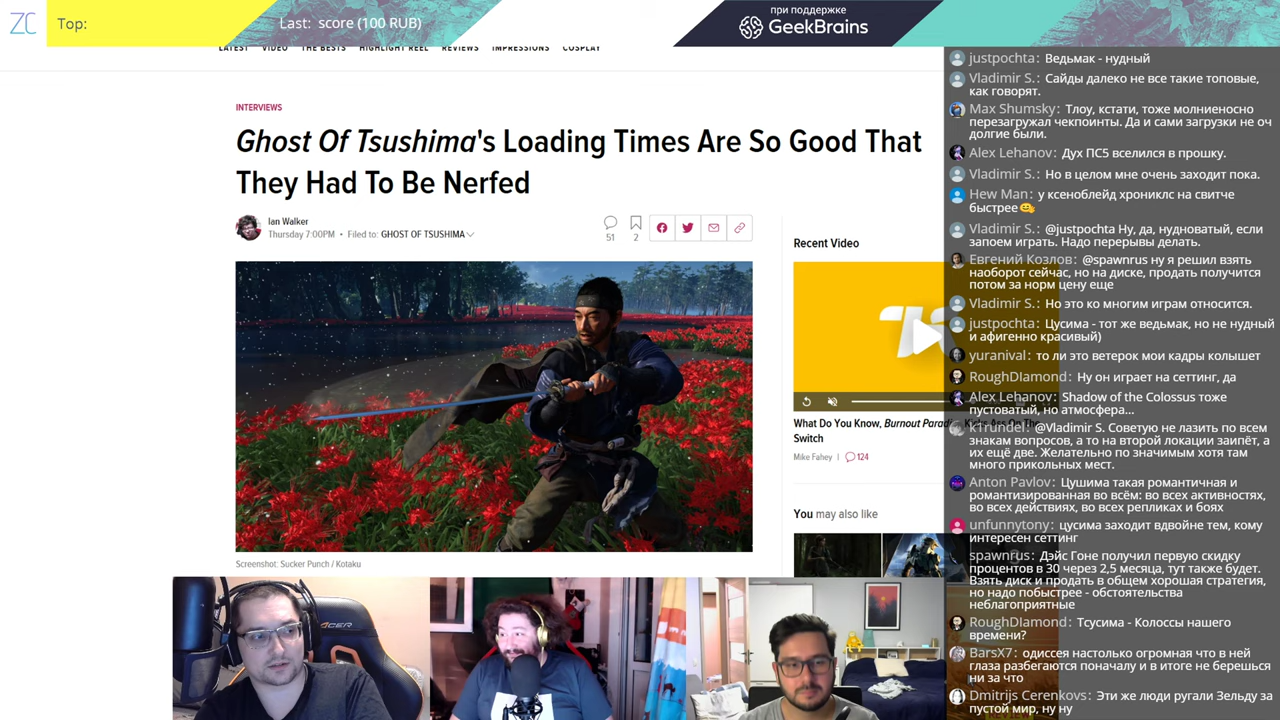 ZC
Top:
Last: score (100 RUB)
при поддержке
GeekBrains
LATEST VIDEO THE BESTS HIGHLIGHT REEL REVIEWS IMPRESSIONS COSPLAY
INTERVIEWS
Ghost Of Tsushima's Loading Times Are So Good That
They Had To Be Nerfed
Ian Walker
Thursday 7:00PM • Filed to: GHOST OF TSUSHIMA
51
2
Recent Video
What Do You Know, Burnout Parad
Switch
Mike Fahey | 124
You may also like
Screenshot: Sucker Punch / Kotaku
ACER
justpochta: Ведьмак - нудный
Vladimir S.: Сайды далеко не все такие топовые,
как говорят.
Max Shumsky: Тлоу, кстати, тоже молниеносно
перезагружал чекпоинты. Да и сами загрузки не оч
долгие были.
Alex Lehanov: Дух ПС5 вселился в прошку.
Vladimir S.: Но в целом мне очень заходит пока.
Hew Man: у ксеноблейд хрониклс на свитче
быстрее🤗
Vladimir S.: @justpochta Ну, да, нудноватый, если
запоем играть. Надо перерывы делать.
Евгений Козлов: @spawnrus ну я решил взять
наоборот сейчас, но на диске, продать получится
потом за норм цену еще
Vladimir S.: Но это ко многим играм относится.
justpochta: Цусима - тот же ведьмак, но не нудный
и афигенно красивый)
yuranival: то ли это ветерок мои кадры колышет
RoughDIamond: Ну он играет на сеттинг, да
Alex Lehanov: Shadow of the Colossus тоже
пустоватый, но атмосфера...
kTrundel: @Vladimir S. Советую не лазить по всем
знакам вопросов, а то на второй локации заипёт, а
их ещё две. Желательно по значимым хотя там
много прикольных мест.
Anton Pavlov: Цушима такая романтичная и
романтизированная во всём: во всех активностях,
во всех действиях, во всех репликах и боях
unfunnytony: цусима заходит вдвойне тем, кому
интересен сеттинг
spawnrus: Дэйс Гоне получил первую скидку
процентов в 30 через 2,5 месяца, тут также будет.
Взять диск и продать в общем хорошая стратегия,
но надо побыстрее - обстоятельства
неблагоприятные
RoughDIamond: Тсусима - Колоссы нашего
времени?
BarsX7: одиссея настолько огромная что в ней
глаза разбегаются поначалу и в итоге не берешься
ни за что
Dmitrijs Cerenkovs: Эти же люди ругали Зельду за
пустой мир, ну ну